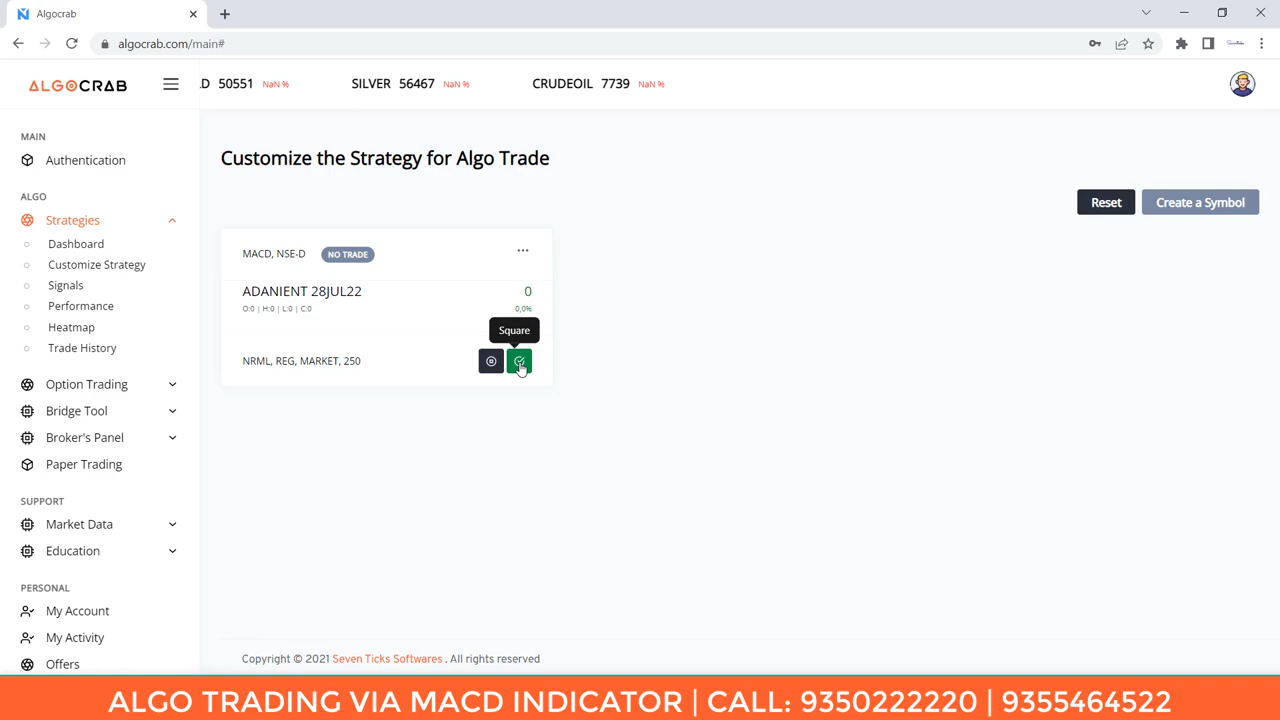 Algocrab
algocrab.com/main#
ALGOCRAB
LD 50551 NaN % SILVER 56467 NaN % CRUDEOIL 7739 NaN %
MAIN
Authentication
ALGO
Strategies
Dashboard
Customize Strategy
Signals
Performance
Heatmap
Trade History
Option Trading
Bridge Tool
Broker's Panel
Paper Trading
SUPPORT
Market Data
Education
PERSONAL
My Account
My Activity
Offers
Customize the Strategy for Algo Trade
Reset Create a Symbol
MACD, NSE-D NO TRADE
ADANIENT 28JUL22 0
O:0 | H:0 | L:0 | C:0 0,0%
Square
NRML, REG, MARKET, 250
Copyright © 2021 Seven Ticks Softwares . All rights reserved
ALGO TRADING VIA MACD INDICATOR | CALL: 9350222220 | 9355464522